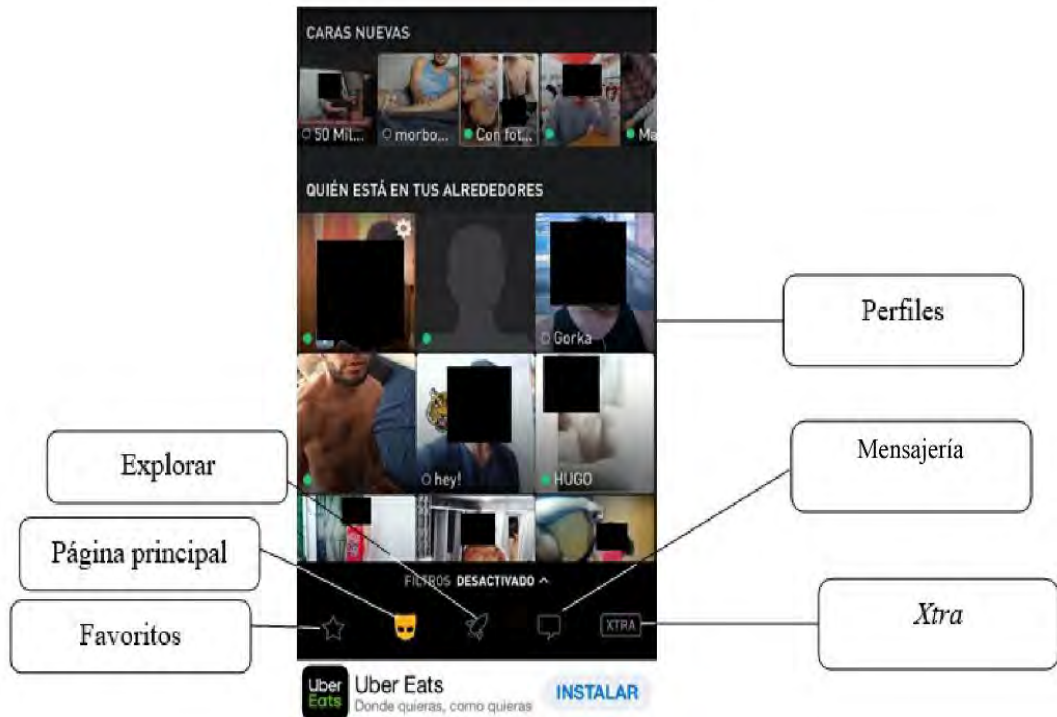 CARAS NUEVAS
50 Mil...
morbo...
Con fot...
Ma
QUIÉN ESTÁ EN TUS ALREDEDORES
Gorka
hey!
HUGO
FILTROS DESACTIVADO
XTRA
Uber Eats
Uber Eats
Donde quieras, como quieras
INSTALAR
Explorar
Página principal
Favoritos
Perfiles
Mensajería
Xtra